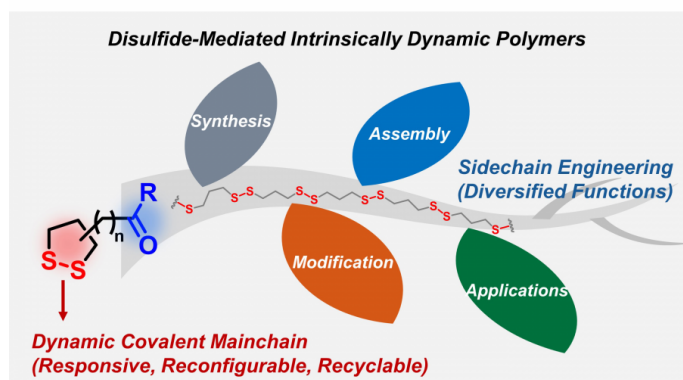 Disulfide-Mediated Intrinsically Dynamic Polymers
Synthesis
Assembly
Sidechain Engineering
(Diversified Functions)
R
n
O
S-S
S
S-S
S-S
S-S
S-S
S
Modification
Applications
Dynamic Covalent Mainchain
(Responsive, Reconfigurable, Recyclable)